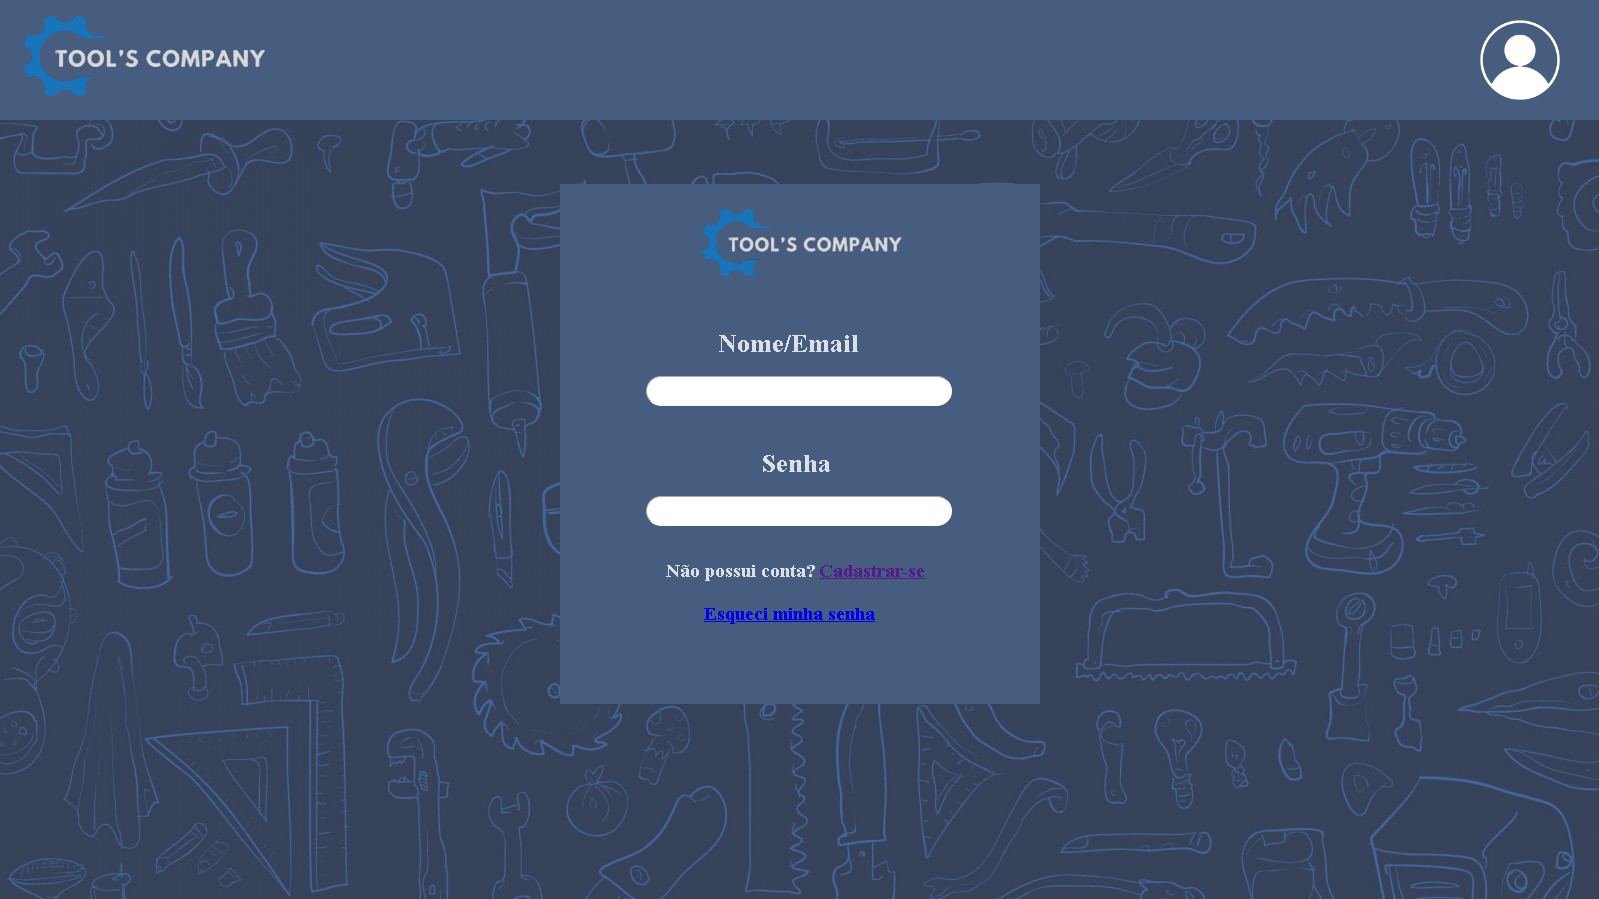 TOOL'S COMPANY
TOOL'S COMPANY
Nome/Email
Senha
Não possui conta? Cadastrar-se
Esqueci minha senha